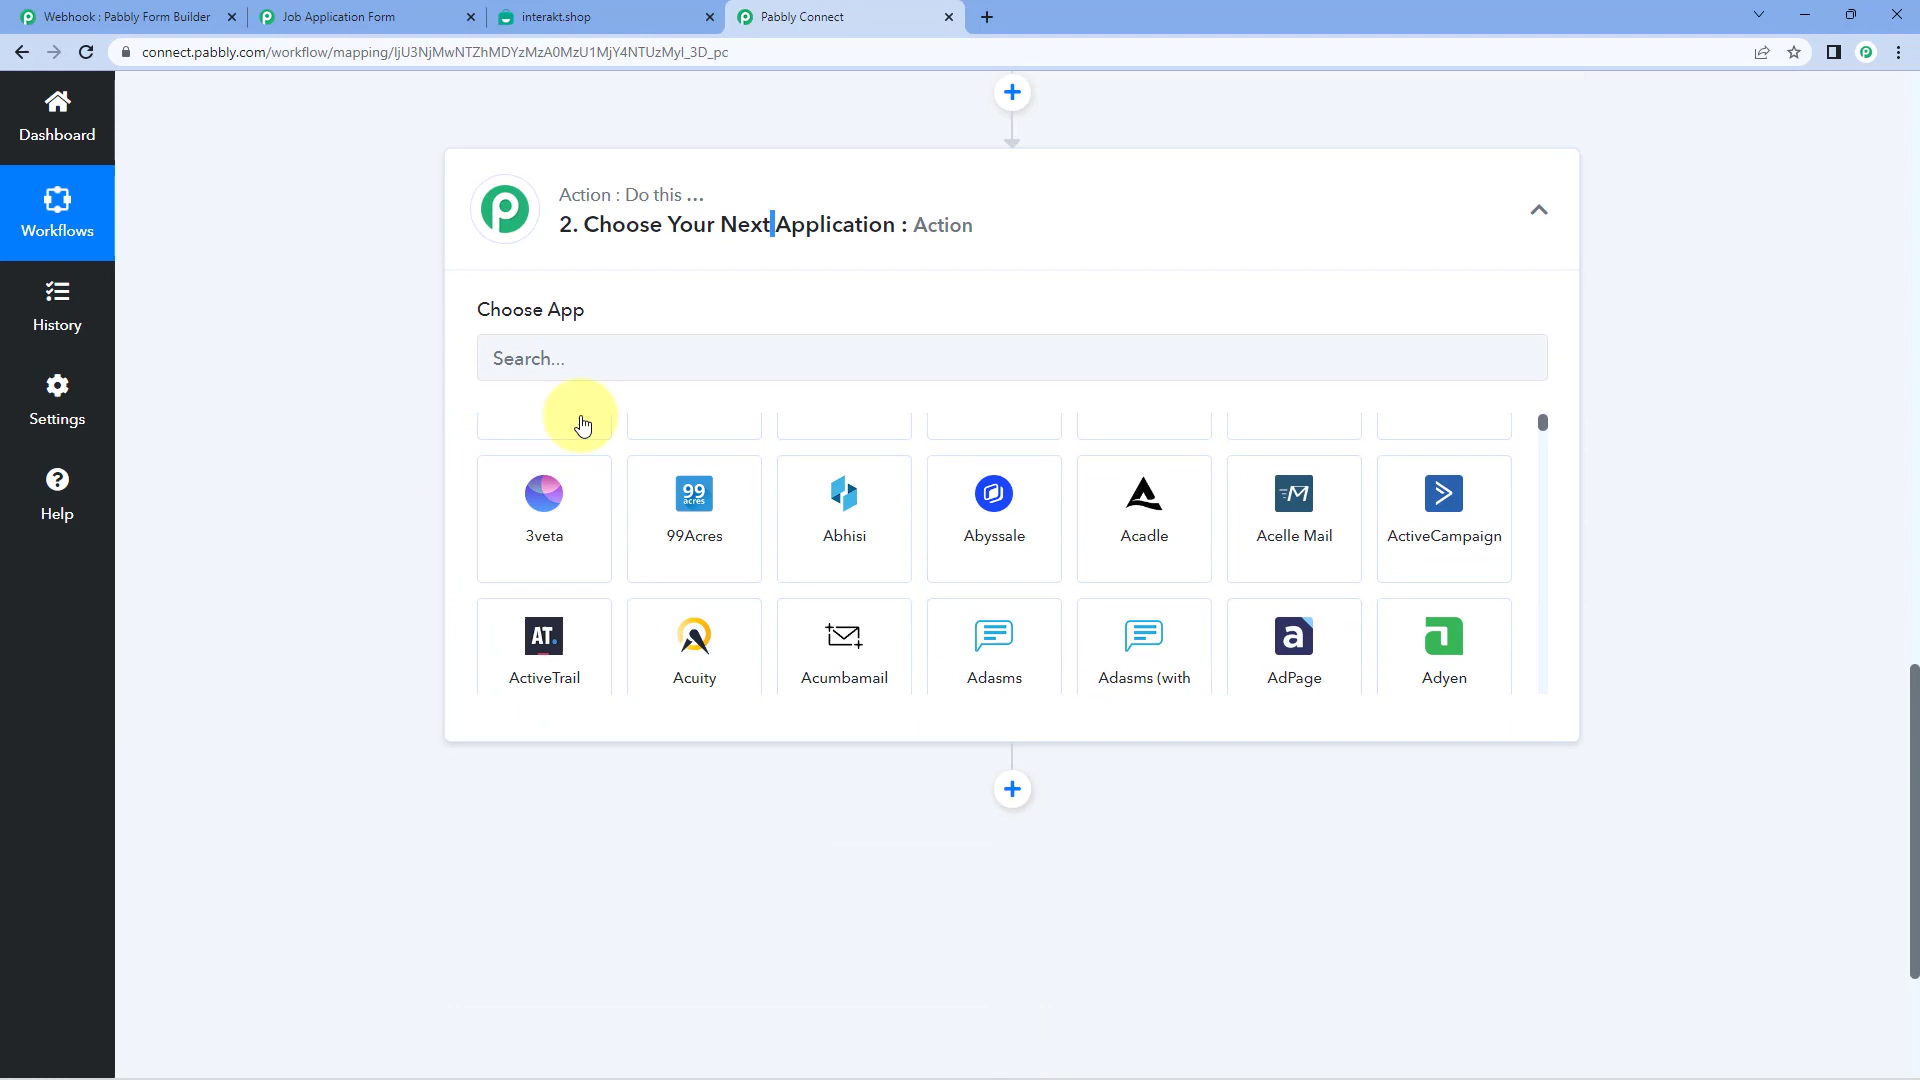 Webhook : Pabbly Form Builder
Job Application Form
interakt.shop
Pabbly Connect
connect.pabbly.com/workflow/mapping/IjU3NjMwNTZhMDYzMzA0MzU1MjY4NTUzMyI_3D_pc
Dashboard
Workflows
History
Settings
Help
Action : Do this ...
2. Choose Your Next Application : Action
Choose App
Search...
3veta
99 acres
99Acres
Abhisi
Abyssale
Acadle
M
Acelle Mail
ActiveCampaign
AT.
ActiveTrail
Acuity
Acumbamail
Adasms
Adasms (with
a
AdPage
Adyen